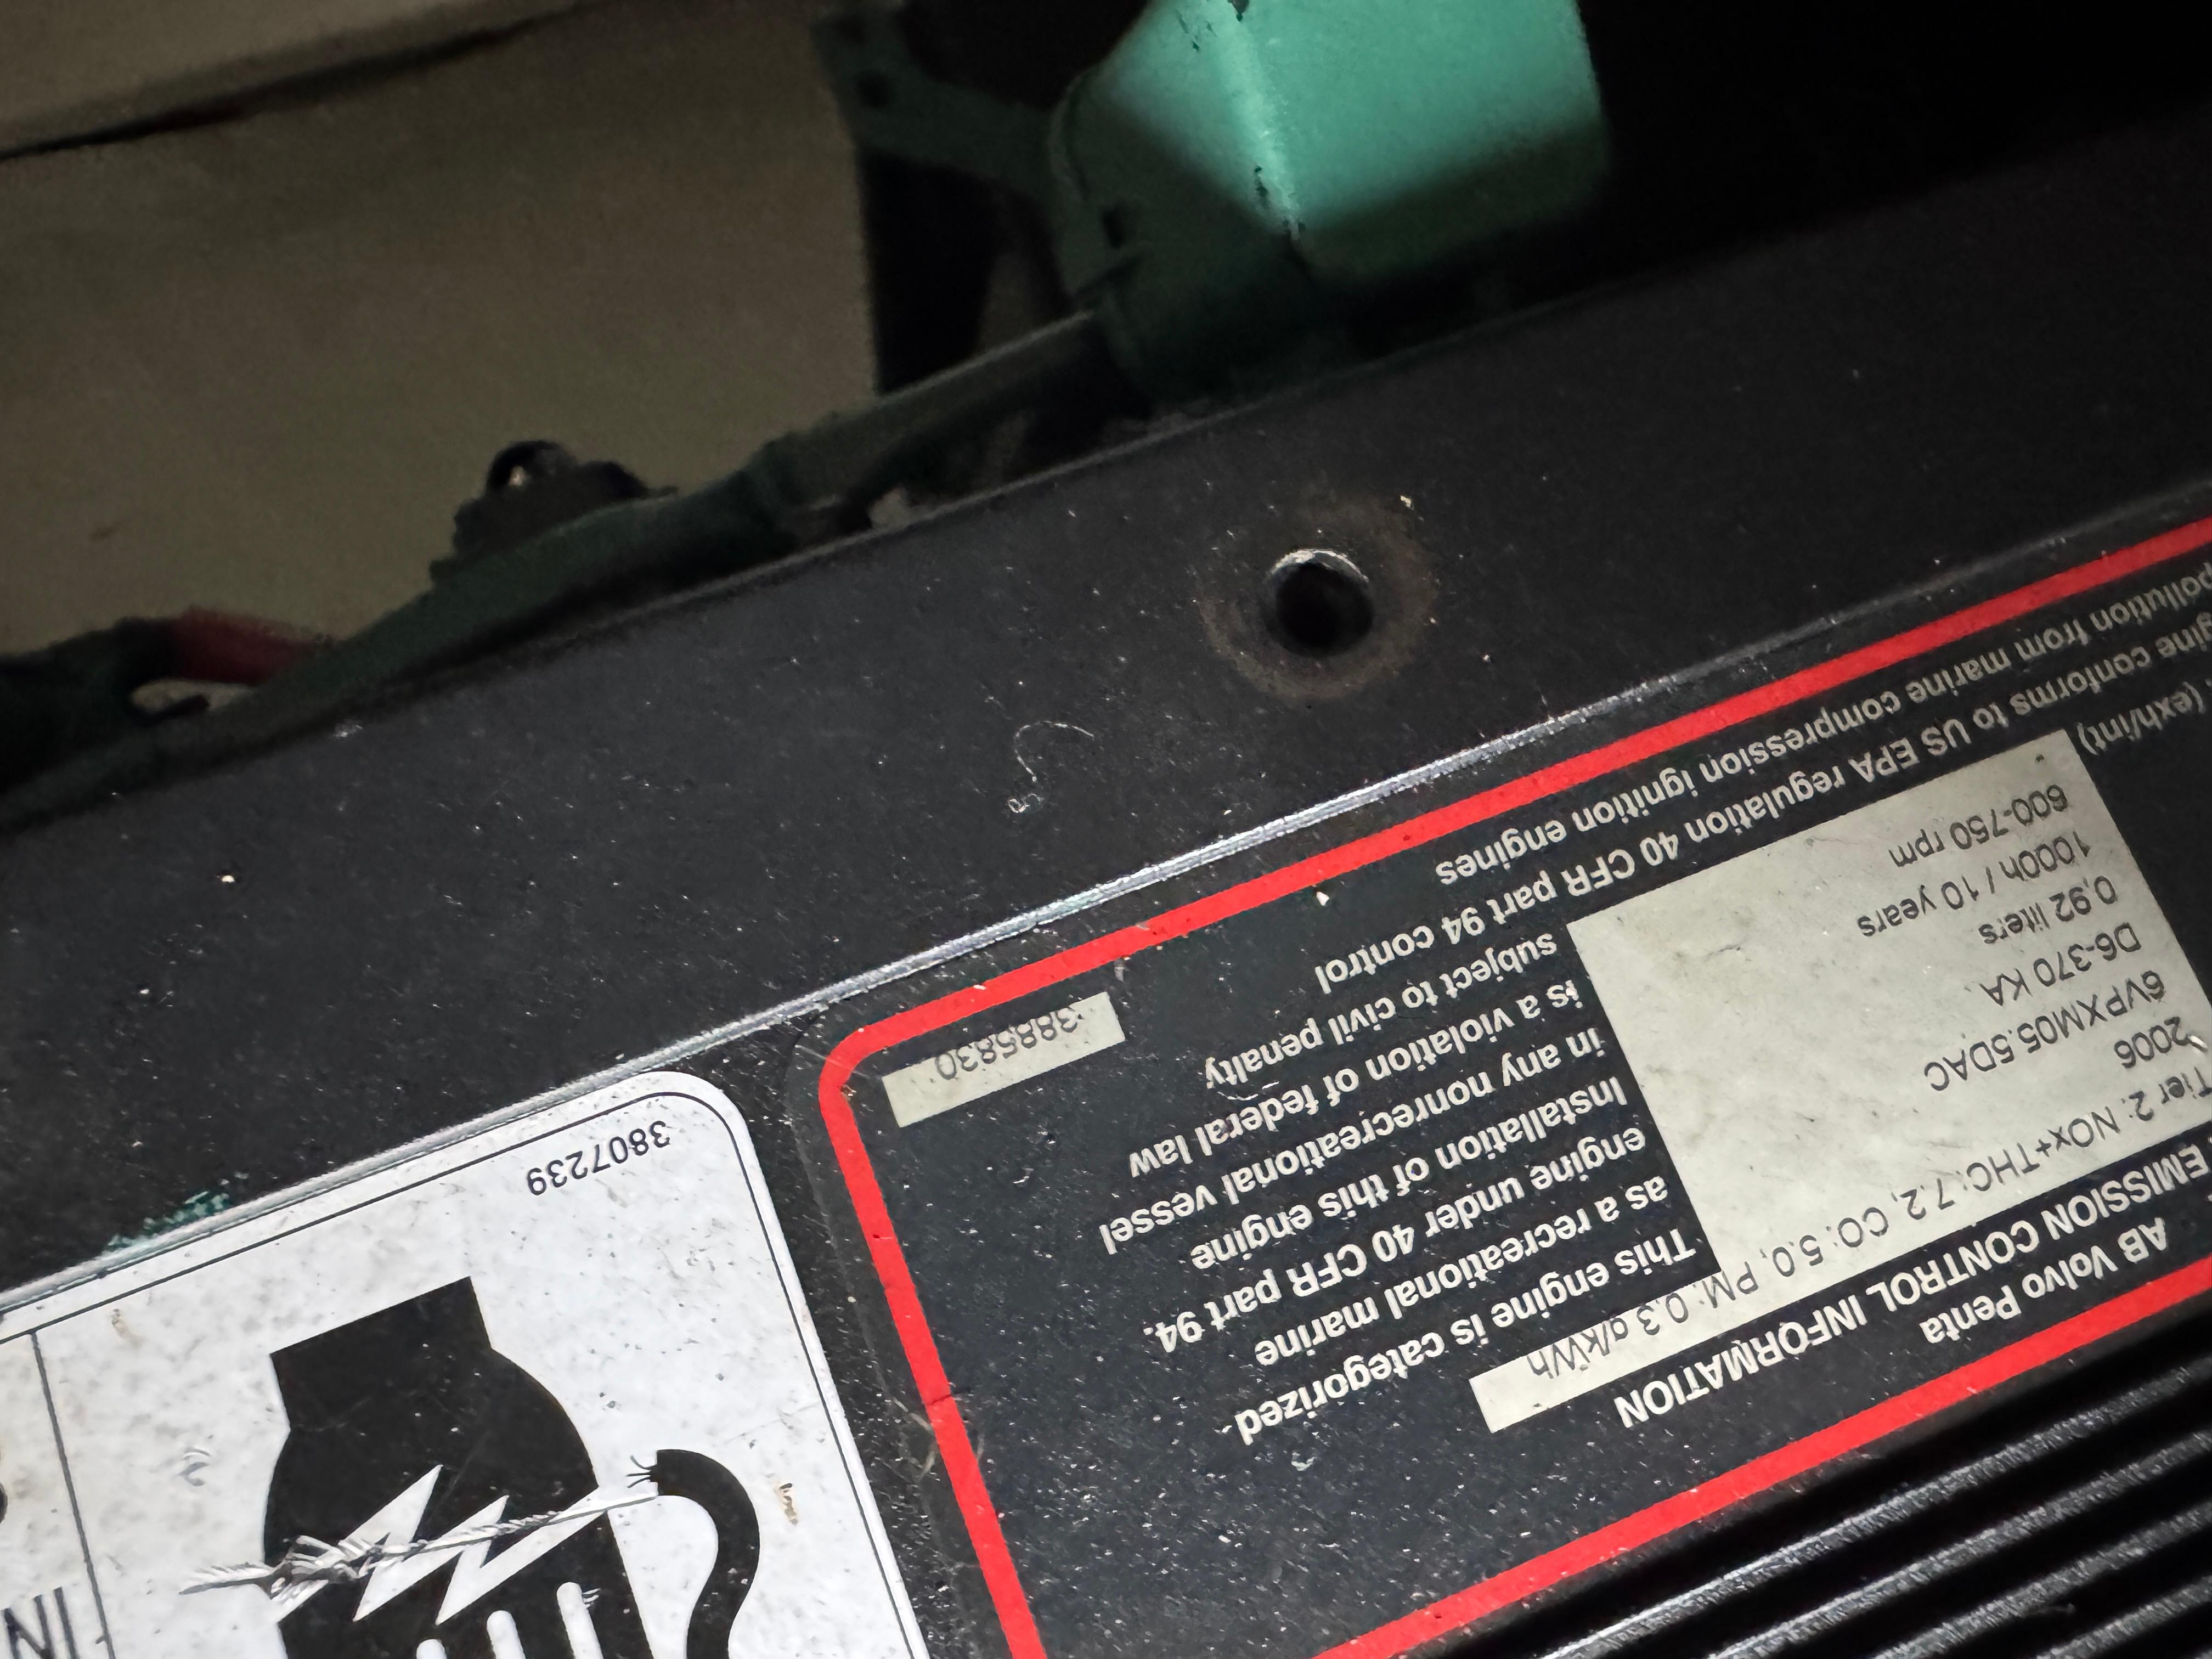 AB Volvo Penta
EMISSION CONTROL INFORMATION
Tier 2: NOx+THC:7.2, CO:5.0, PM:0.3 g/kWh
2006
6VPXM05.5DAC
D6-370 KA
0,92 liters
1000h / 10 years
600-750 rpm
(exh/int)
This engine is categorized
as a recreational marine
engine under 40 CFR part 94.
Installation of this engine
in any nonrecreational vessel
is a violation of federal law
subject to civil penalty
conforms to US EPA regulation 40 CFR part 94 control
pollution from marine compression ignition engines
3885830
3807239